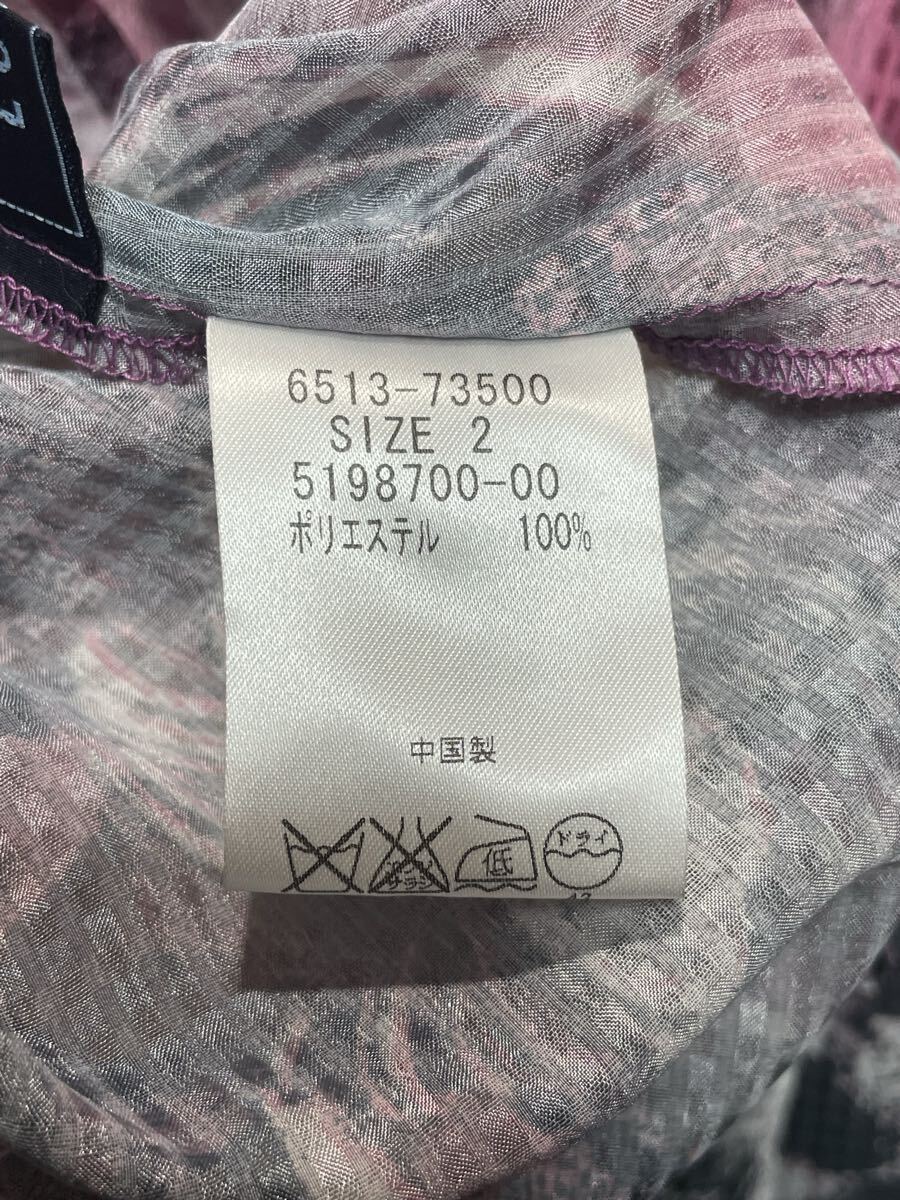 6513-73500
SIZE 2
5198700-00
ポリエステル 100%
中国製
低
ドライ